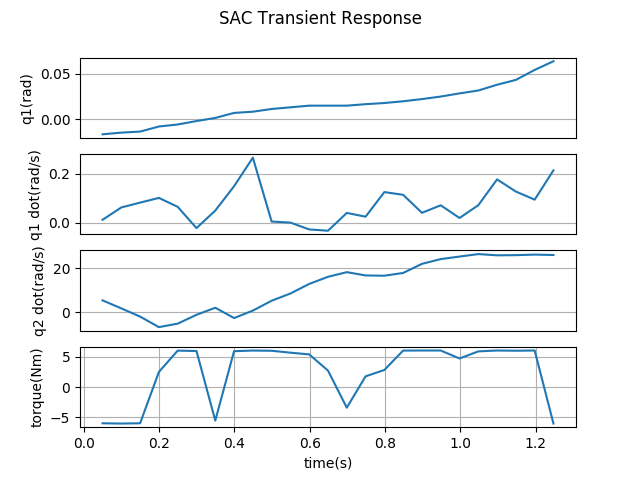 SAC Transient Response
q1(rad)
0.05
0.00
q1 dot(rad/s)
0.2
0.0
q2 dot(rad/s)
20
0
torque(Nm)
5
0
−5
0.0 0.2 0.4 0.6 0.8 1.0 1.2
time(s)